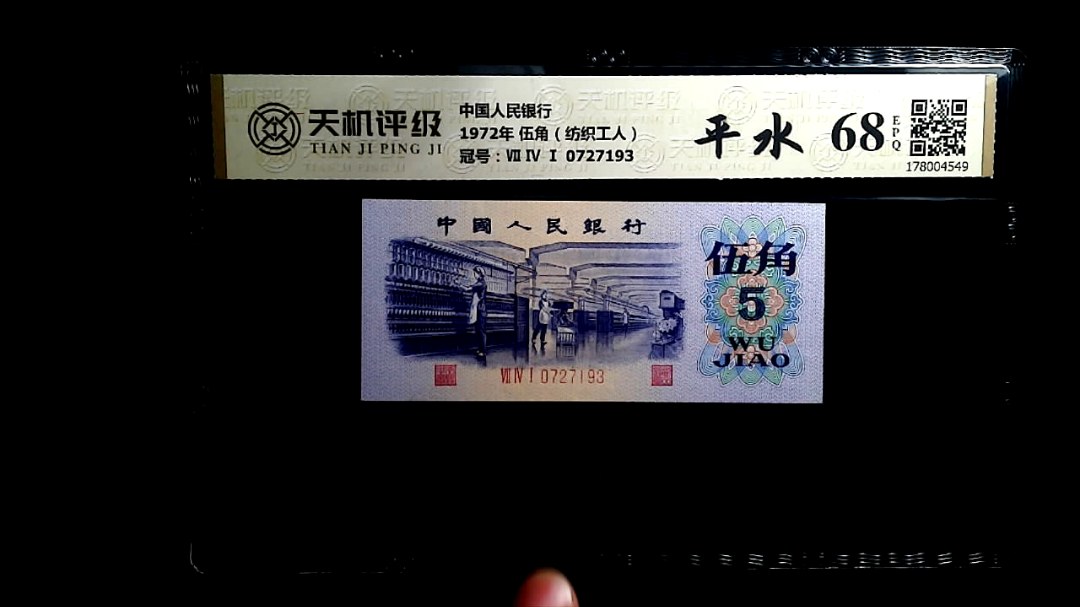 天机评级
TIAN JI PING JI
中国人民银行
1972年 伍角（纺织工人）
冠号：Ⅶ Ⅳ Ⅰ 0727193
平水
68
EPQ
178004549
中國人民銀行
伍角
5
WU
JIAO
Ⅶ Ⅳ Ⅰ 0727193